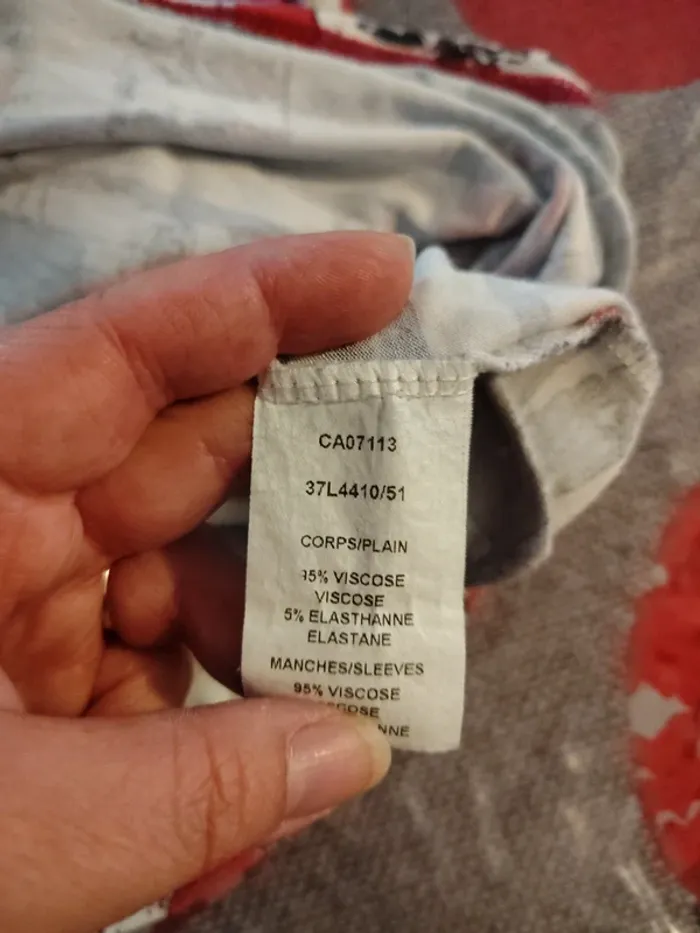 CA07113
37L4410/51
CORPS/PLAIN
95% VISCOSE
VISCOSE
5% ELASTHANNE
ELASTANE
MANCHES/SLEEVES
95% VISCOSE